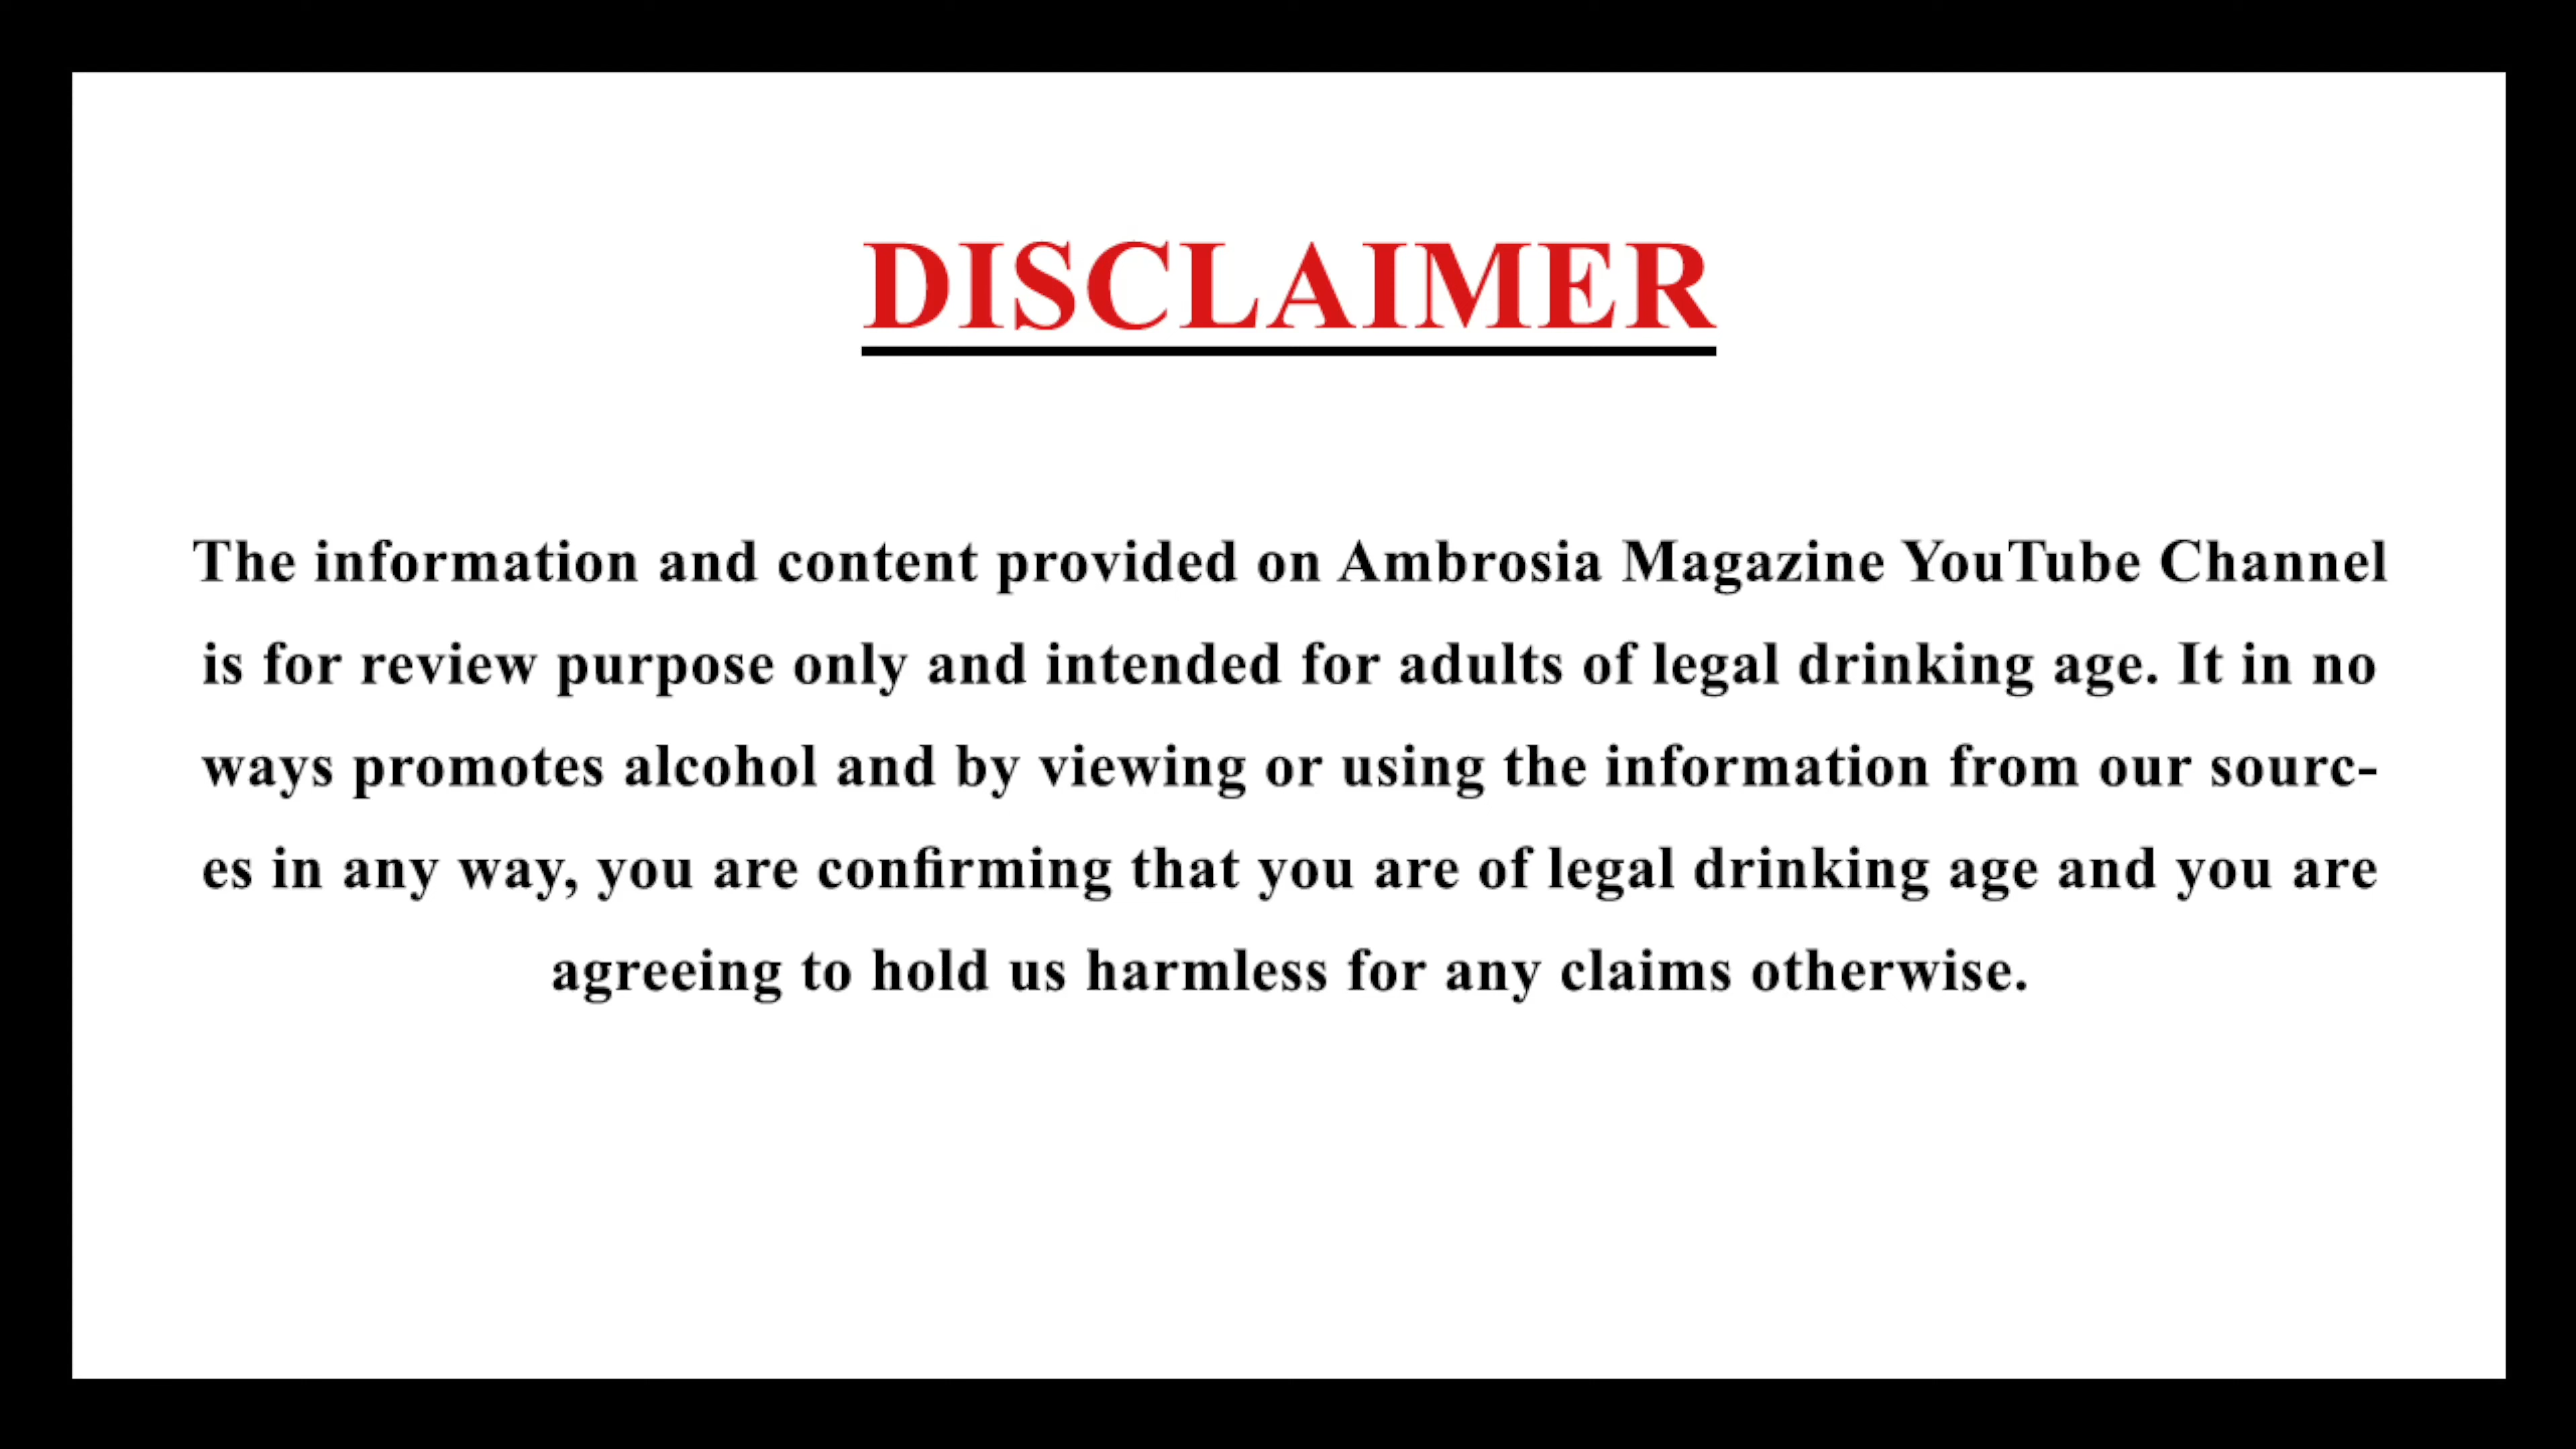 DISCLAIMER
The information and content provided on Ambrosia Magazine YouTube Channel
is for review purpose only and intended for adults of legal drinking age. It in no
ways promotes alcohol and by viewing or using the information from our sourc-
es in any way, you are confirming that you are of legal drinking age and you are
agreeing to hold us harmless for any claims otherwise.